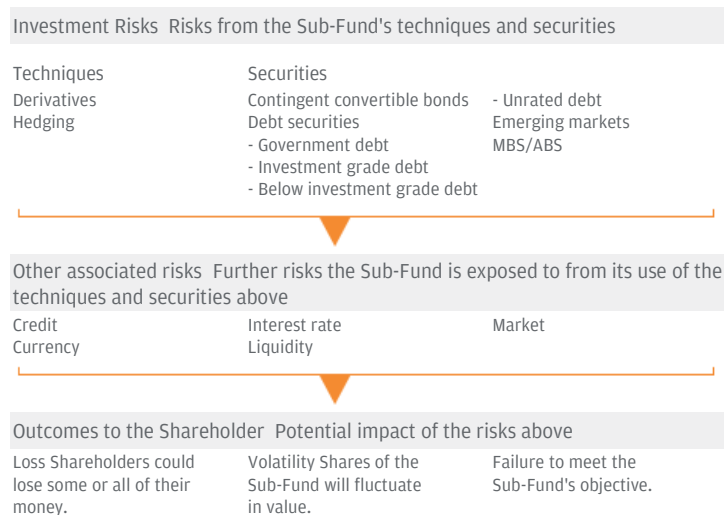 Investment Risks Risks from the Sub-Fund's techniques and securities
Techniques
Derivatives
Hedging
Securities
Contingent convertible bonds
Debt securities
- Government debt
- Investment grade debt
- Below investment grade debt
- Unrated debt
Emerging markets
MBS/ABS
Other associated risks Further risks the Sub-Fund is exposed to from its use of the
techniques and securities above
Credit
Currency
Interest rate
Liquidity
Market
Outcomes to the Shareholder Potential impact of the risks above
Loss Shareholders could
lose some or all of their
money.
Volatility Shares of the
Sub-Fund will fluctuate
in value.
Failure to meet the
Sub-Fund's objective.